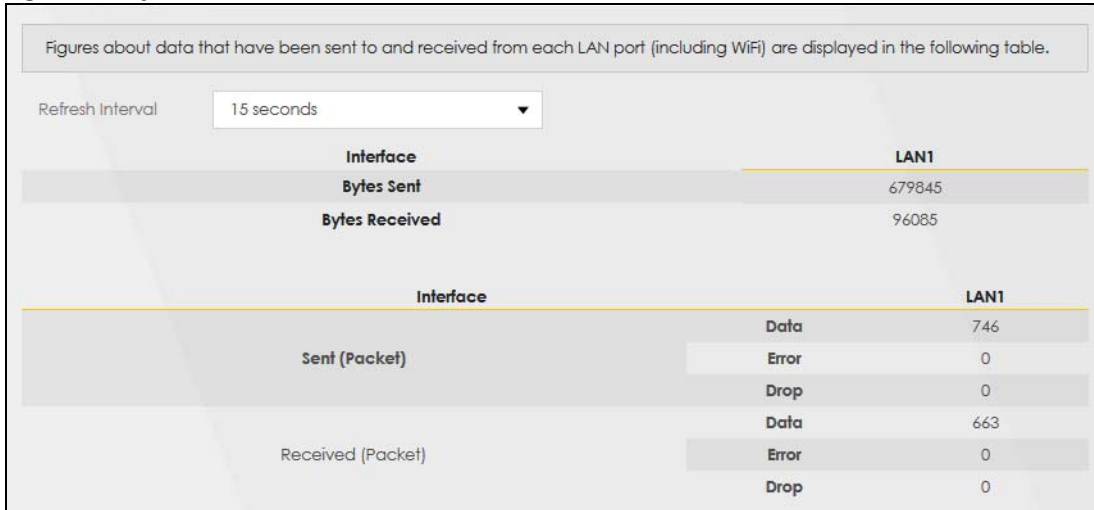 Figures about data that have been sent to and received from each LAN port (including WiFi) are displayed in the following table.
Refresh Interval 15 seconds
Interface LAN1
Bytes Sent 679845
Bytes Received 96085
Interface LAN1
Sent (Packet) Data 746
Error 0
Drop 0
Received (Packet) Data 663
Error 0
Drop 0